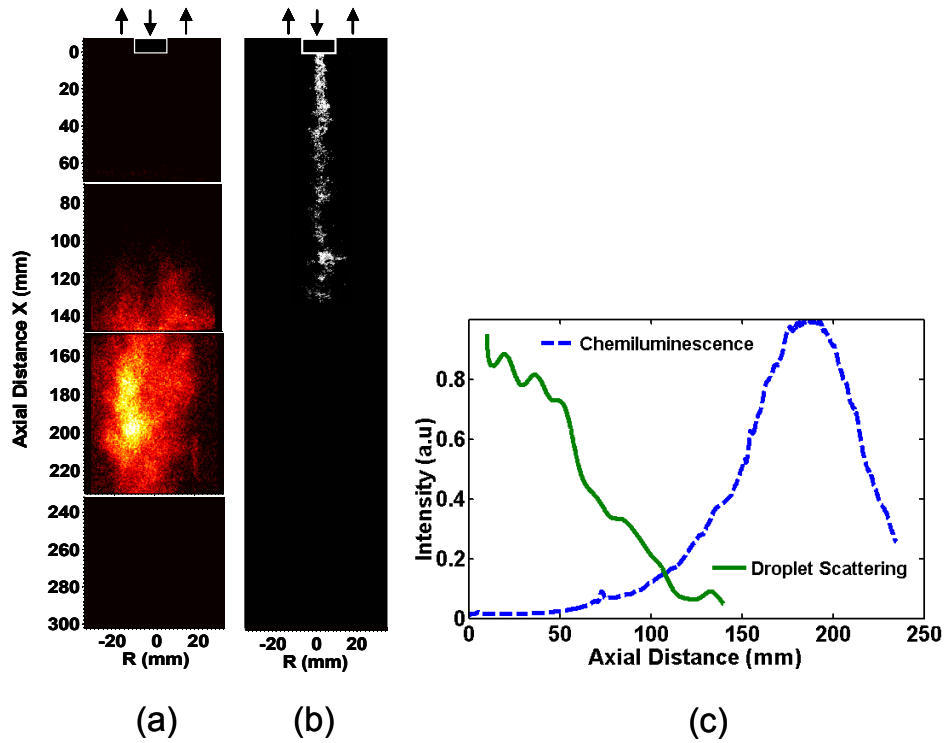 0
20
40
60
80
100
120
140
160
180
200
220
240
260
280
300
Axial Distance X (mm)
-20 0 20
R (mm)
-20 0 20
R (mm)
Chemiluminescence
Droplet Scattering
Intensity (a.u)
0.8
0.6
0.4
0.2
0
0 50 100 150 200 250
Axial Distance (mm)
(a) (b) (c)